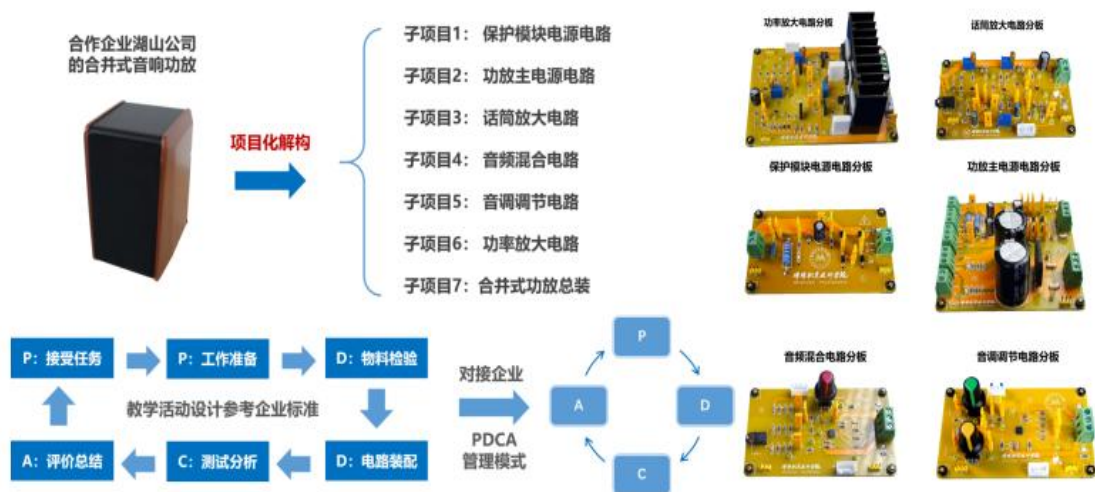 合作企业湖山公司
的合并式音响功放
项目化解构
子项目1： 保护模块电源电路
子项目2： 功放主电源电路
子项目3： 话筒放大电路
子项目4： 音频混合电路
子项目5： 音调调节电路
子项目6： 功率放大电路
子项目7：合并式功放总装
功率放大电路分板
话筒放大电路分板
保护模块电源电路分板
功放主电源电路分板
音频混合电路分板
音调调节电路分板
P：接受任务
P：工作准备
D：物料检验
教学活动设计参考企业标准
A：评价总结
C：测试分析
D：电路装配
对接企业
PDCA
管理模式
P
A
D
C